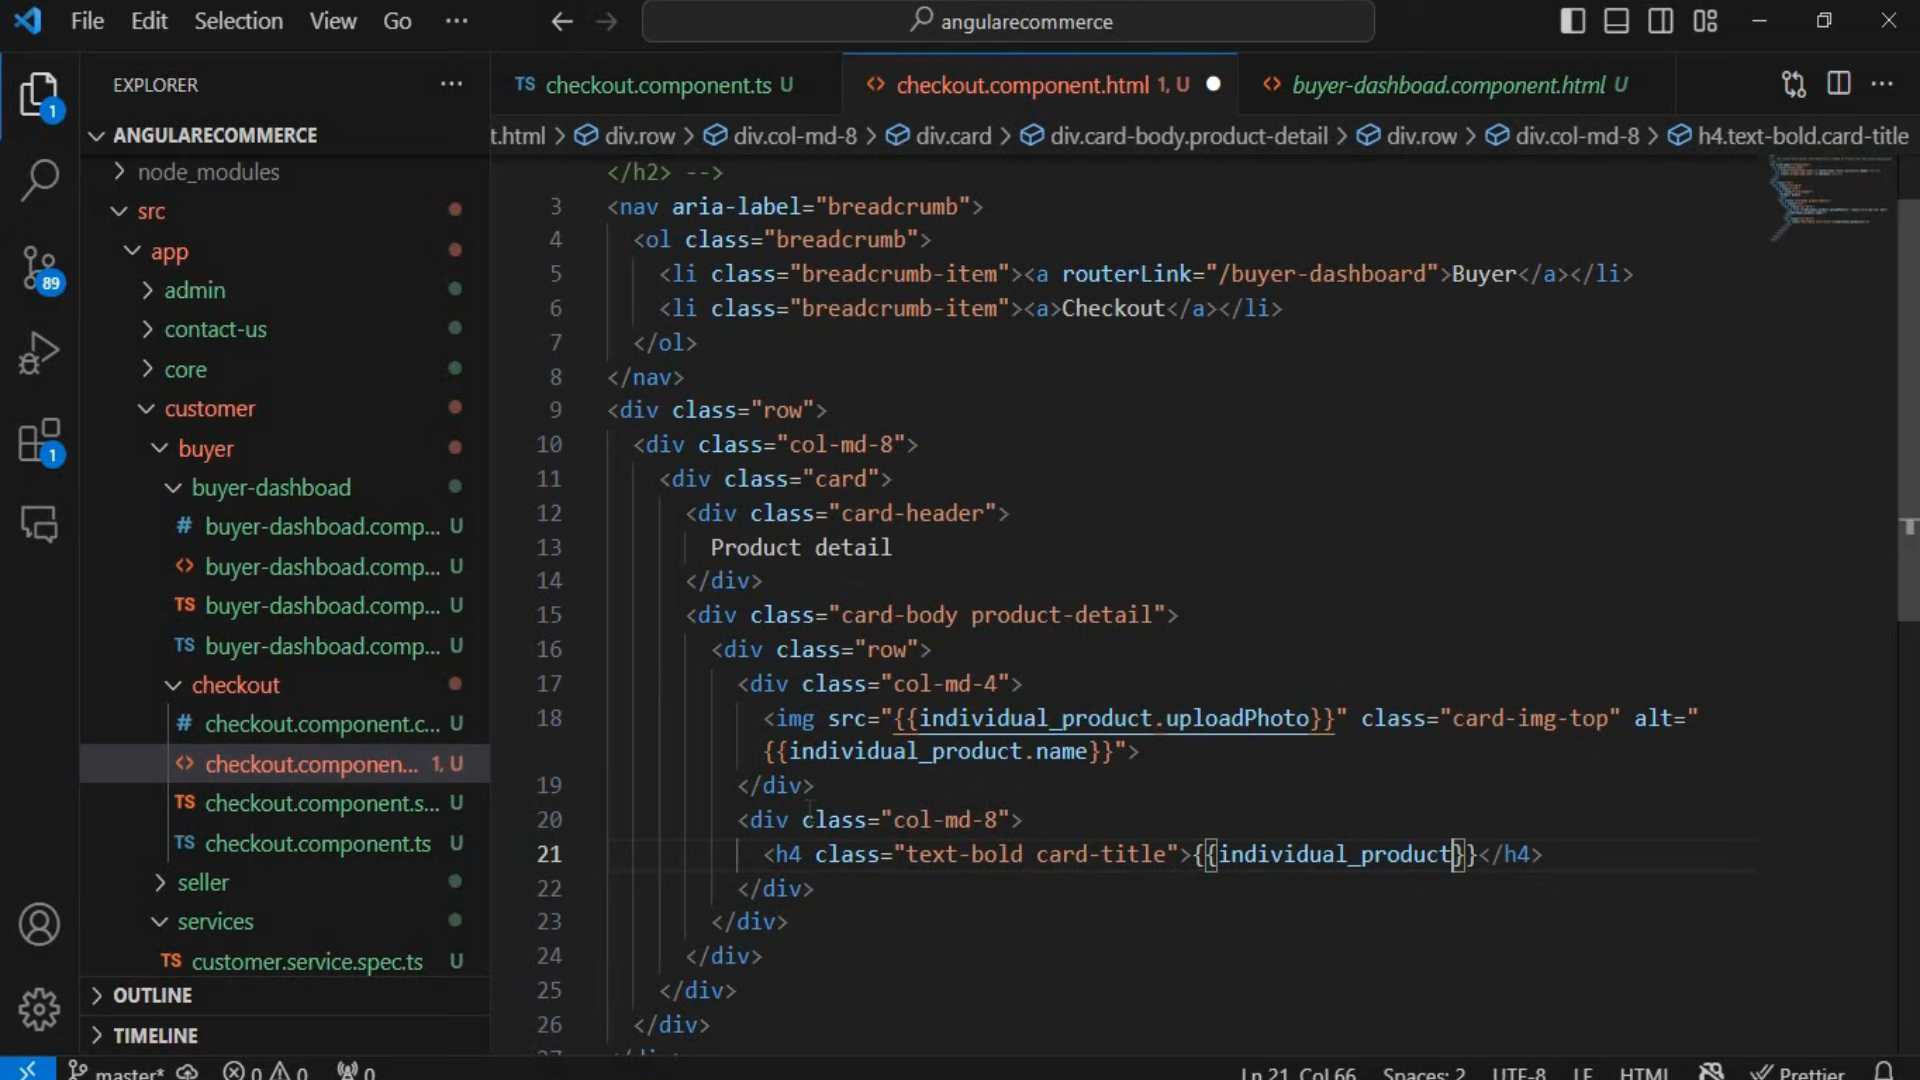 File Edit Selection View Go ··· angularecommerce
EXPLORER ···
TS checkout.component.ts U
<> checkout.component.html 1, U
<> buyer-dashboad.component.html U
t.html > div.row > div.col-md-8 > div.card > div.card-body.product-detail > div.row > div.col-md-8 > h4.text-bold.card-title
1
ANGULARECOMMERCE
node_modules
src
app
admin
89
contact-us
core
customer
1
buyer
buyer-dashboad
# buyer-dashboad.comp... U
<> buyer-dashboad.comp... U
TS buyer-dashboad.comp... U
TS buyer-dashboad.comp... U
checkout
# checkout.component.c... U
<> checkout.componen... 1, U
TS checkout.component.s... U
TS checkout.component.ts U
seller
services
TS customer.service.spec.ts U
OUTLINE
TIMELINE
</h2> -->
3 <nav aria-label="breadcrumb">
4 <ol class="breadcrumb">
5 <li class="breadcrumb-item"><a routerLink="/buyer-dashboard">Buyer</a></li>
6 <li class="breadcrumb-item"><a>Checkout</a></li>
7 </ol>
8 </nav>
9 <div class="row">
10 <div class="col-md-8">
11 <div class="card">
12 <div class="card-header">
13 Product detail
14 </div>
15 <div class="card-body product-detail">
16 <div class="row">
17 <div class="col-md-4">
18 <img src="{{individual_product.uploadPhoto}}" class="card-img-top" alt="
{{individual_product.name}}">
19 </div>
20 <div class="col-md-8">
21 <h4 class="text-bold card-title">{{individual_product}}</h4>
22 </div>
23 </div>
24 </div>
25 </div>
26 </div>
master* 0 0 0 Ln 21, Col 66 Spaces: 2 UTF-8 LF HTML Prettier